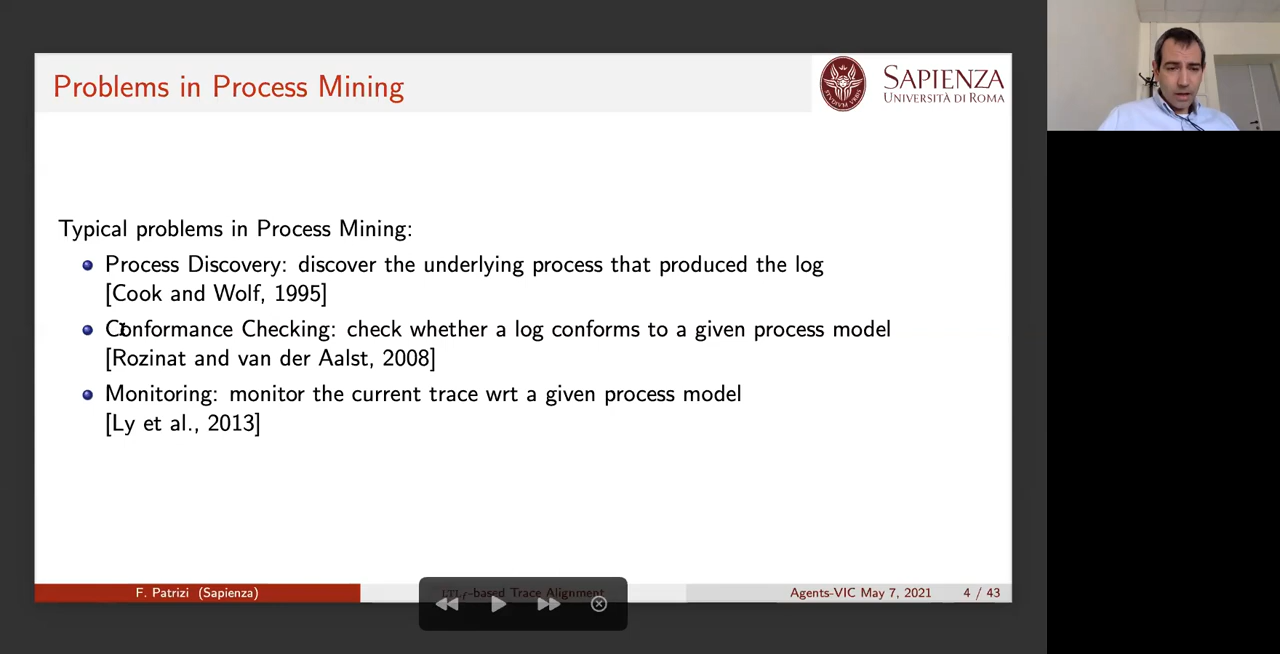 Problems in Process Mining
SAPIENZA
UNIVERSITÀ DI ROMA
Typical problems in Process Mining:
Process Discovery: discover the underlying process that produced the log
[Cook and Wolf, 1995]
Conformance Checking: check whether a log conforms to a given process model
[Rozinat and van der Aalst, 2008]
Monitoring: monitor the current trace wrt a given process model
[Ly et al., 2013]
F. Patrizi (Sapienza)
LTLf-based Trace Alignment
Agents-VIC May 7, 2021
4 / 43